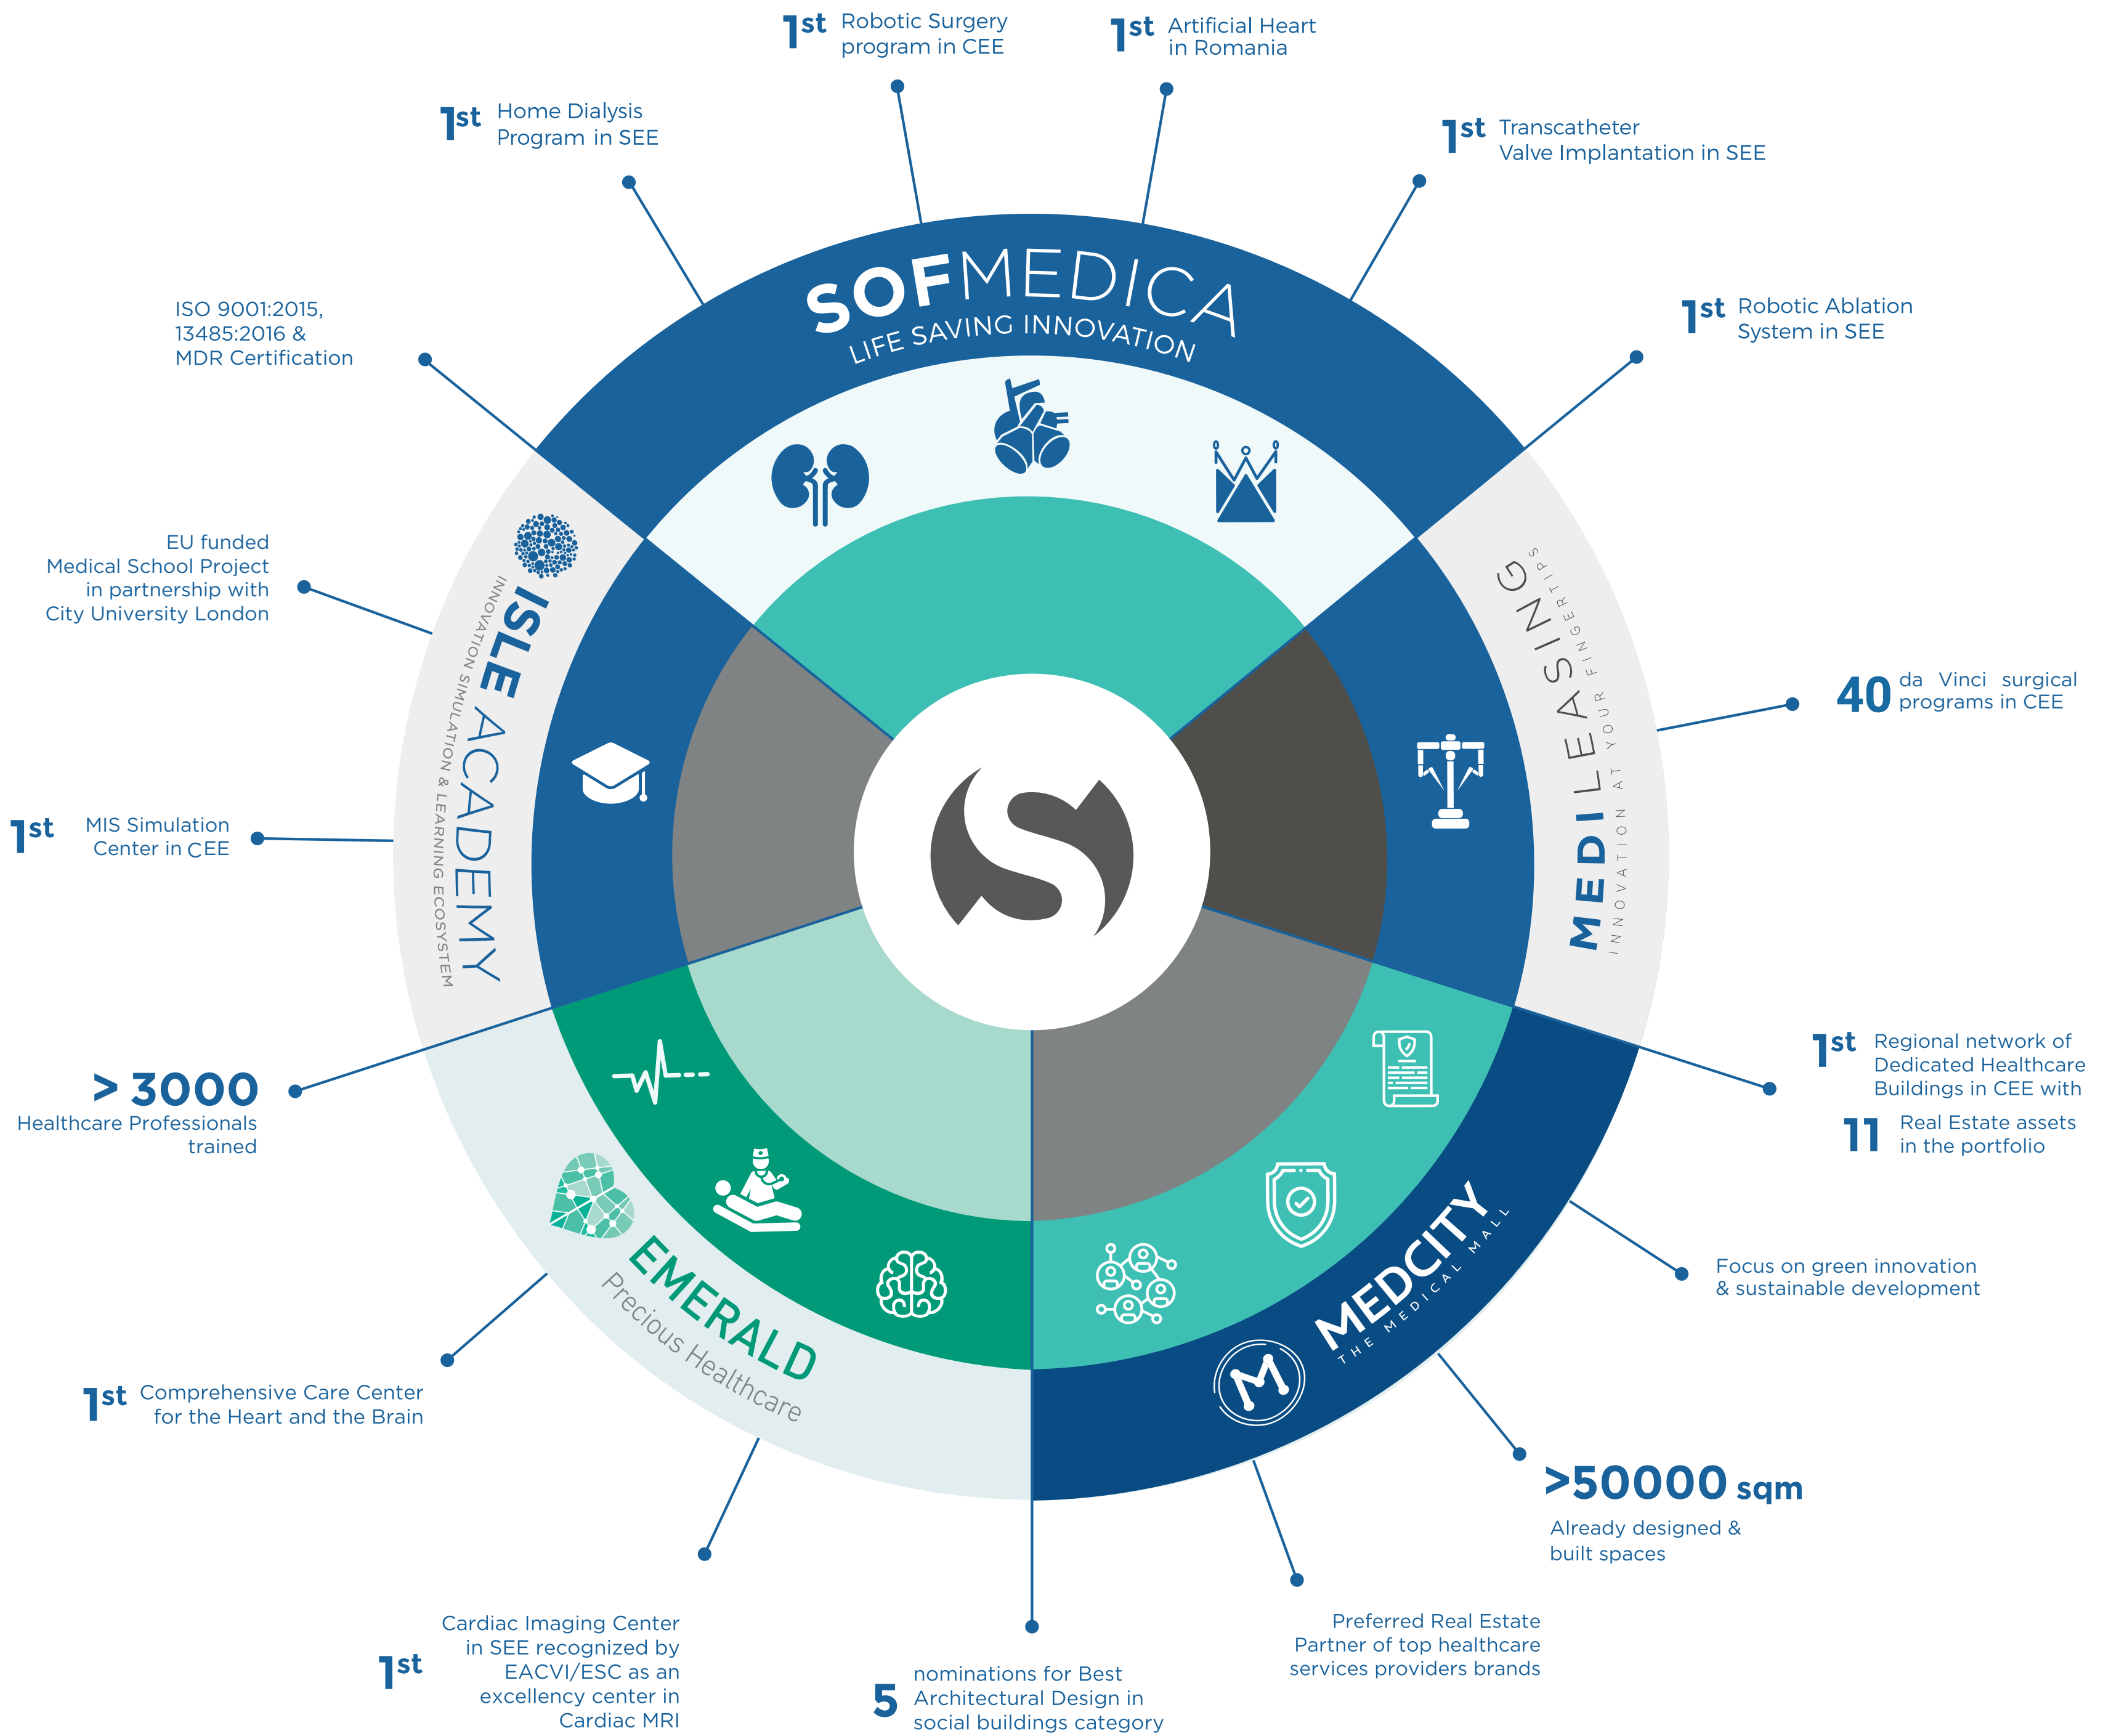 1st Robotic Surgery
program in CEE
1st Artificial Heart
in Romania
1st Home Dialysis
Program in SEE
1st Transcatheter
Valve Implantation in SEE
ISO 9001:2015,
13485:2016 &
MDR Certification
1st Robotic Ablation
System in SEE
SOFMEDICA
LIFE SAVING INNOVATION
EU funded
Medical School Project
in partnership with
City University London
ISLE ACADEMY
INNOVATION SIMULATION & LEARNING ECOSYSTEM
MEDILEASING
INNOVATION AT YOUR FINGERTIPS
40 da Vinci surgical
programs in CEE
1st MIS Simulation
Center in CEE
S
> 3000
Healthcare Professionals
trained
1st Regional network of
Dedicated Healthcare
Buildings in CEE with
11 Real Estate assets
in the portfolio
EMERALD
Precious Healthcare
M
MEDCITY
THE MEDICAL MALL
Focus on green innovation
& sustainable development
1st Comprehensive Care Center
for the Heart and the Brain
>50000 sqm
Already designed &
built spaces
1st Cardiac Imaging Center
in SEE recognized by
EACVI/ESC as an
excellency center in
Cardiac MRI
5 nominations for Best
Architectural Design in
social buildings category
Preferred Real Estate
Partner of top healthcare
services providers brands